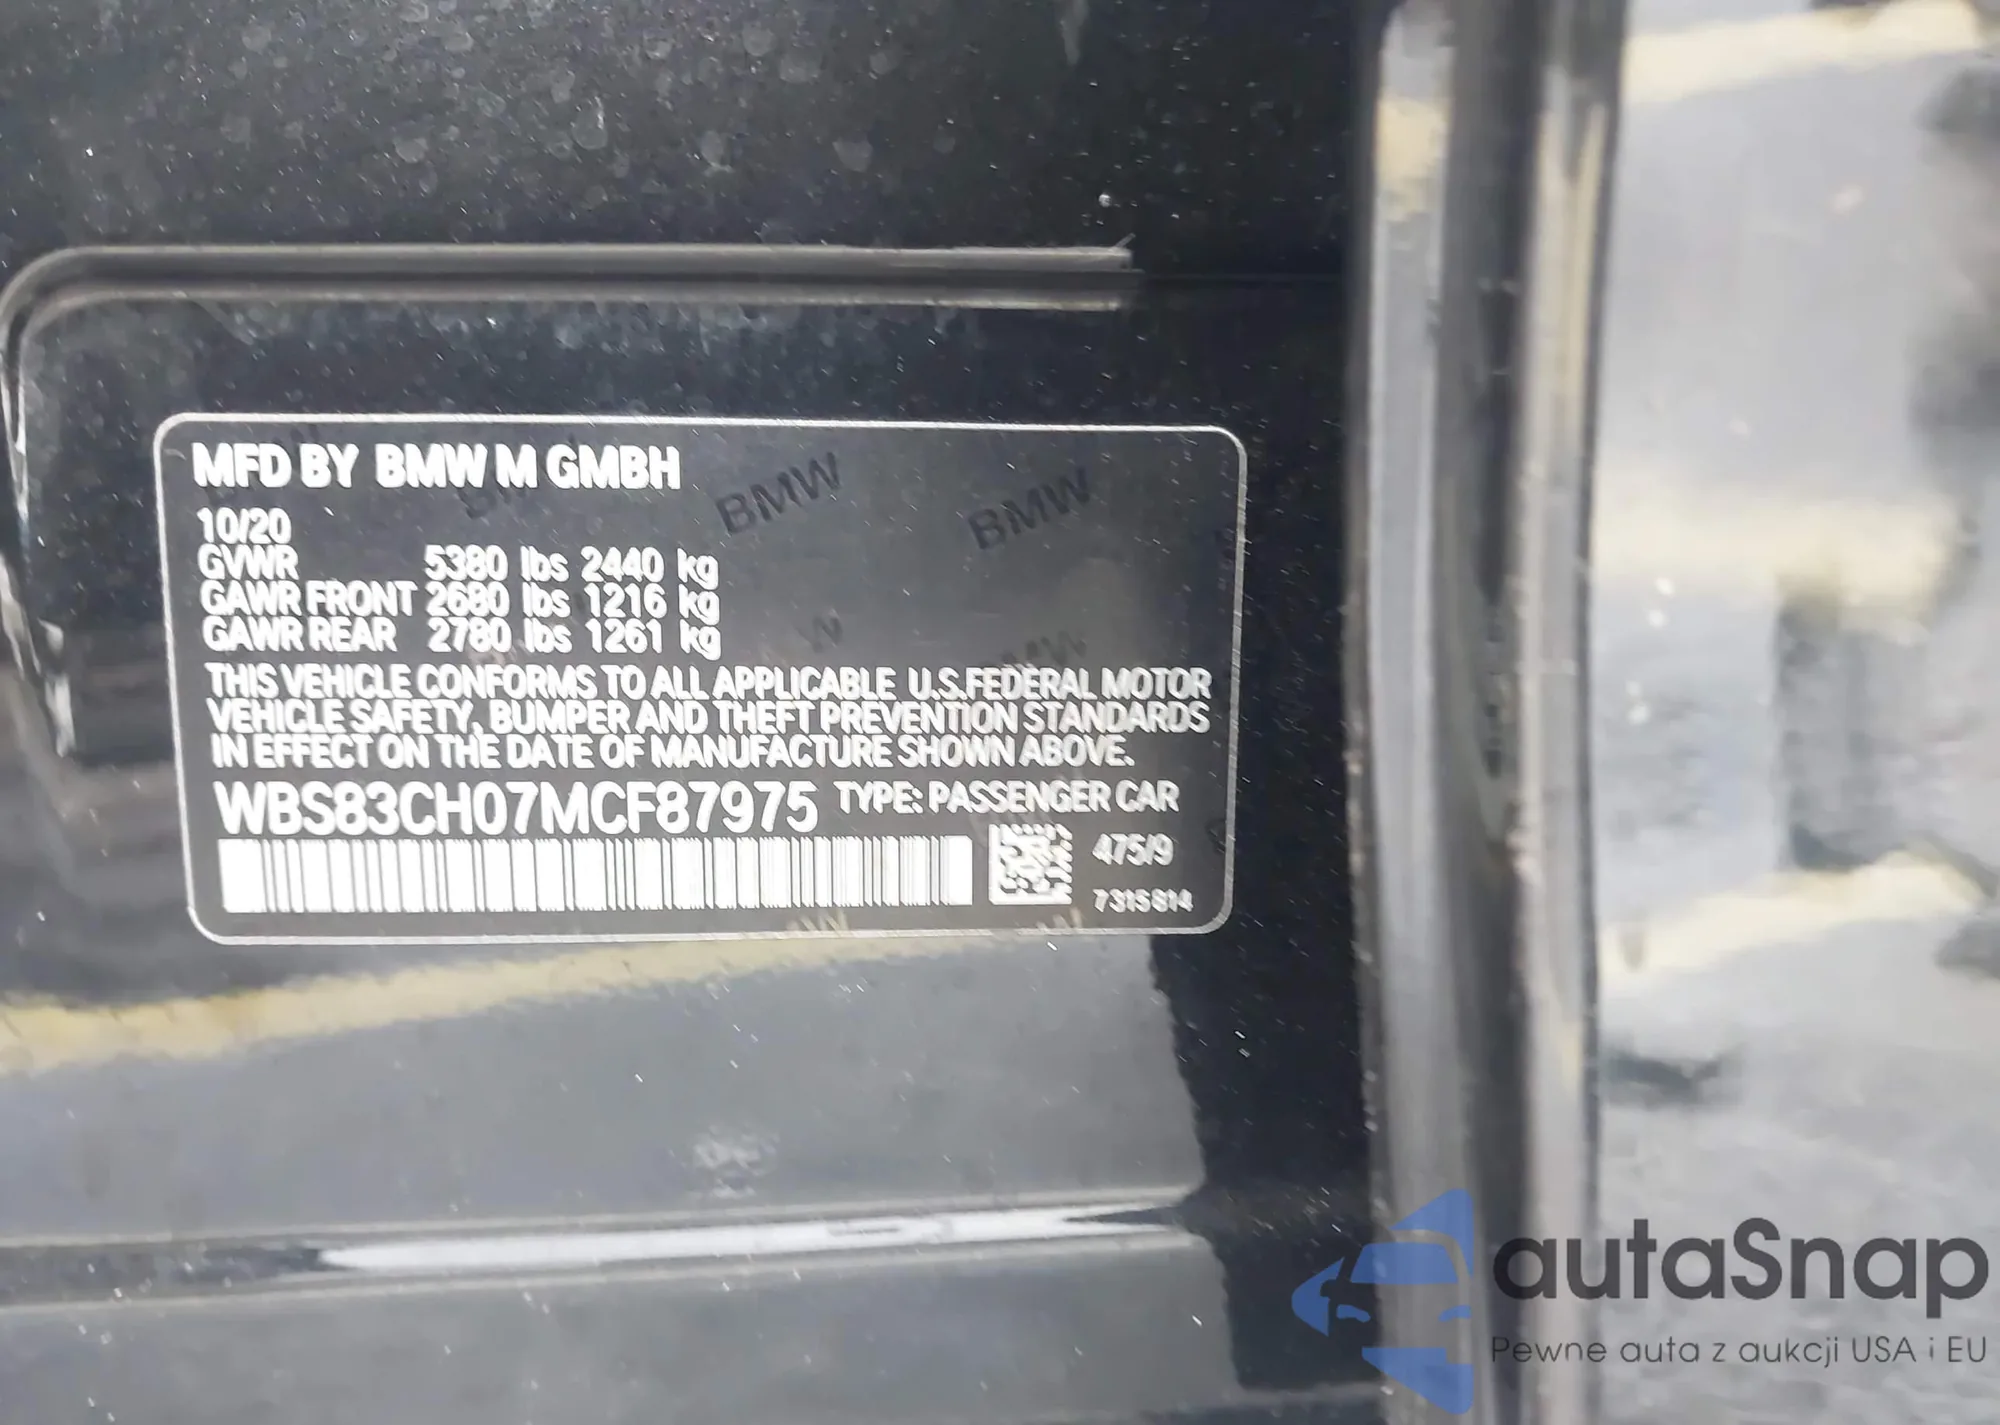 MFD BY BMW M GMBH
10/20
GVWR 5380 lbs 2440 kg
GAWR FRONT 2680 lbs 1216 kg
GAWR REAR 2780 lbs 1261 kg
THIS VEHICLE CONFORMS TO ALL APPLICABLE U.S.FEDERAL MOTOR
VEHICLE SAFETY, BUMPER AND THEFT PREVENTION STANDARDS
IN EFFECT ON THE DATE OF MANUFACTURE SHOWN ABOVE.
WBS83CH07MCF87975 TYPE: PASSENGER CAR
475/9
7315814
BMW BMW
autaSnap
Pewne auta z aukcji USA i EU